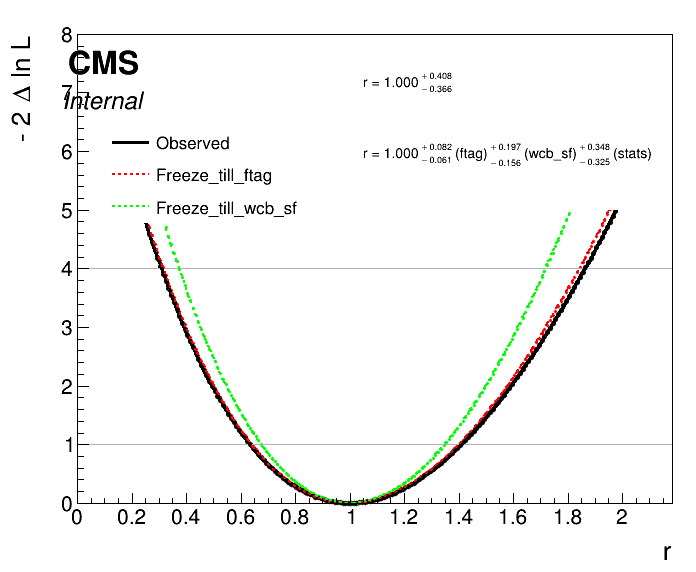 - 2 Δ ln L
CMS
Internal
r = 1.000 + 0.408 - 0.366
r = 1.000 + 0.082 - 0.061 (ftag) + 0.197 - 0.156 (wcb_sf) + 0.348 - 0.325 (stats)
Observed
Freeze_till_ftag
Freeze_till_wcb_sf
8
7
6
5
4
3
2
1
0
0 0.2 0.4 0.6 0.8 1 1.2 1.4 1.6 1.8 2
r